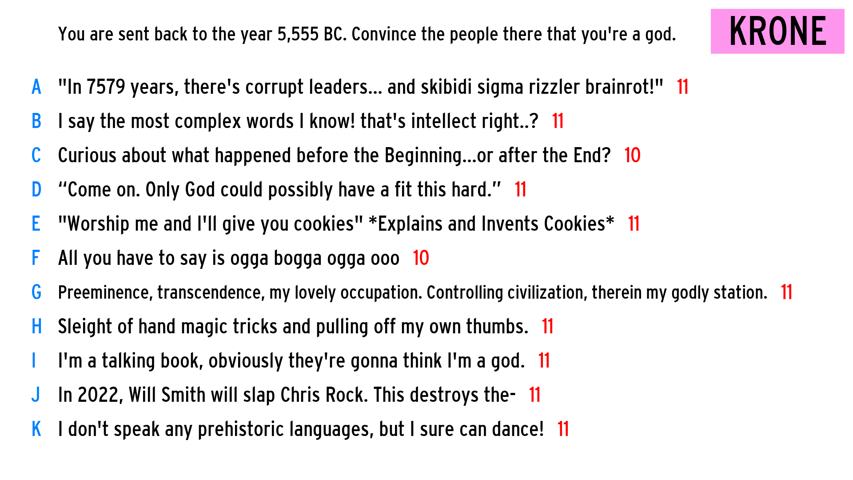 You are sent back to the year 5,555 BC. Convince the people there that you're a god.
KRONE
A "In 7579 years, there's corrupt leaders... and skibidi sigma rizzler brainrot!" 11
B I say the most complex words I know! that's intellect right..? 11
C Curious about what happened before the Beginning...or after the End? 10
D “Come on. Only God could possibly have a fit this hard.” 11
E "Worship me and I'll give you cookies" *Explains and Invents Cookies* 11
F All you have to say is ogga bogga ogga ooo 10
G Preeminence, transcendence, my lovely occupation. Controlling civilization, therein my godly station. 11
H Sleight of hand magic tricks and pulling off my own thumbs. 11
I I'm a talking book, obviously they're gonna think I'm a god. 11
J In 2022, Will Smith will slap Chris Rock. This destroys the- 11
K I don't speak any prehistoric languages, but I sure can dance! 11